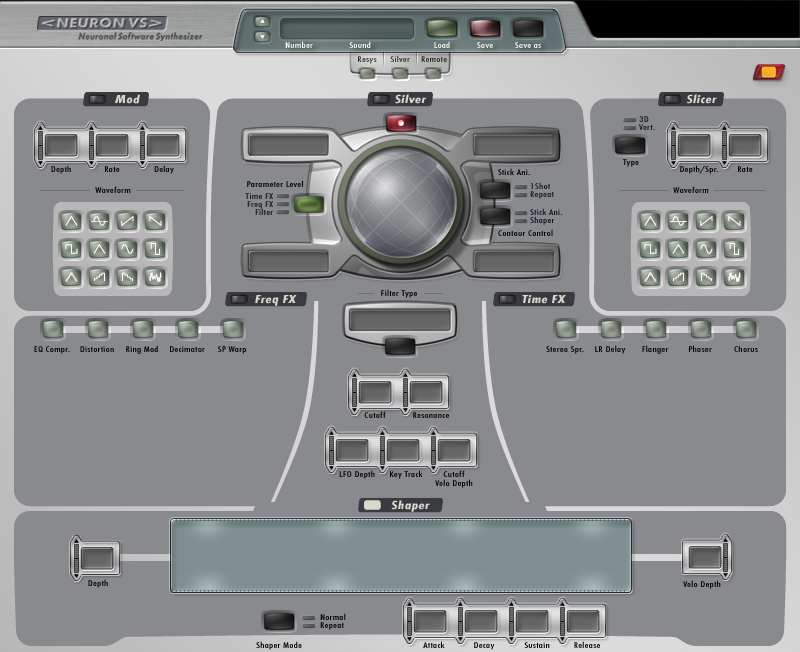 <NEURON VS>
Neuronal Software Synthesizer
Number Sound Load Save Save as
Resys Silver Remote
Mod
Silver
Slicer
Depth Rate Delay
3D
Vert.
Type
Depth/Spr. Rate
Stick Ani.
Parameter Level
Time FX
Freq FX
Filter
1Shot
Repeat
Stick Ani.
Shaper
Contour Control
Waveform
Waveform
Freq FX
Filter Type
Time FX
EQ Compr. Distortion Ring Mod Decimator SP Warp
Stereo Spr. LR Delay Flanger Phaser Chorus
Cutoff Resonance
LFO Depth Key Track Cutoff
Velo Depth
Shaper
Depth
Velo Depth
Normal
Repeat
Shaper Mode
Attack Decay Sustain Release